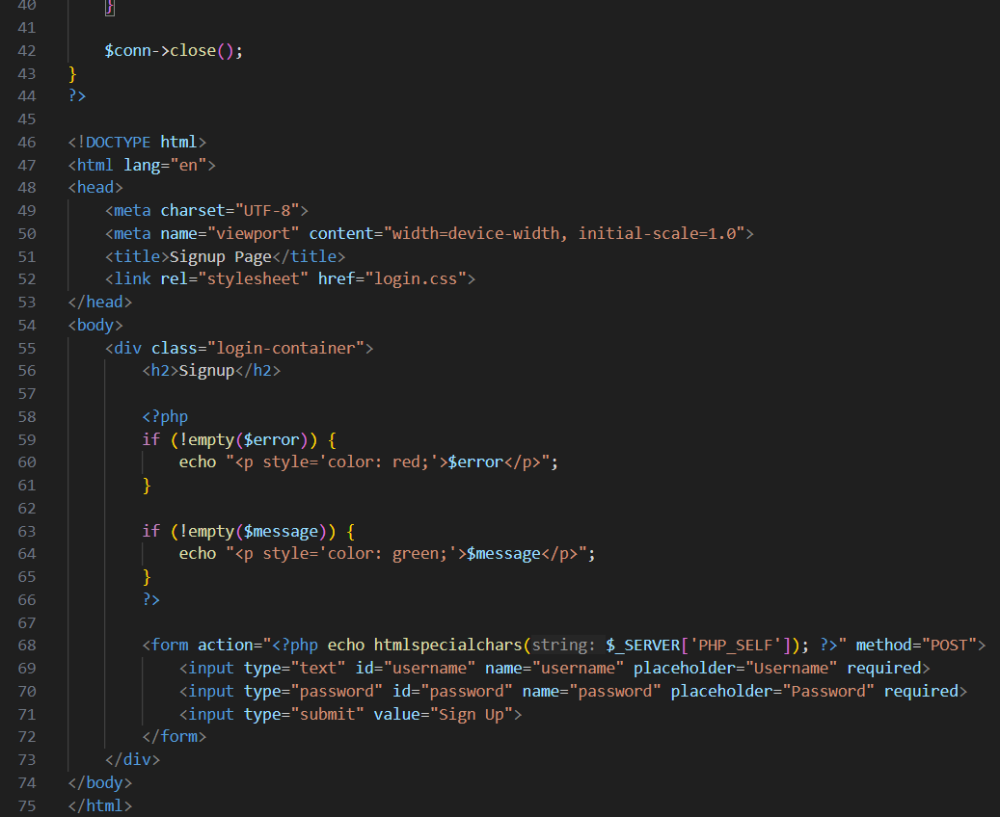 40 }
41
42 $conn->close();
43 }
44 ?>
45
46 <!DOCTYPE html>
47 <html lang="en">
48 <head>
49 <meta charset="UTF-8">
50 <meta name="viewport" content="width=device-width, initial-scale=1.0">
51 <title>Signup Page</title>
52 <link rel="stylesheet" href="login.css">
53 </head>
54 <body>
55 <div class="login-container">
56 <h2>Signup</h2>
57
58 <?php
59 if (!empty($error)) {
60 echo "<p style='color: red;'>$error</p>";
61 }
62
63 if (!empty($message)) {
64 echo "<p style='color: green;'>$message</p>";
65 }
66 ?>
67
68 <form action="<?php echo htmlspecialchars(string: $_SERVER['PHP_SELF']); ?>" method="POST">
69 <input type="text" id="username" name="username" placeholder="Username" required>
70 <input type="password" id="password" name="password" placeholder="Password" required>
71 <input type="submit" value="Sign Up">
72 </form>
73 </div>
74 </body>
75 </html>